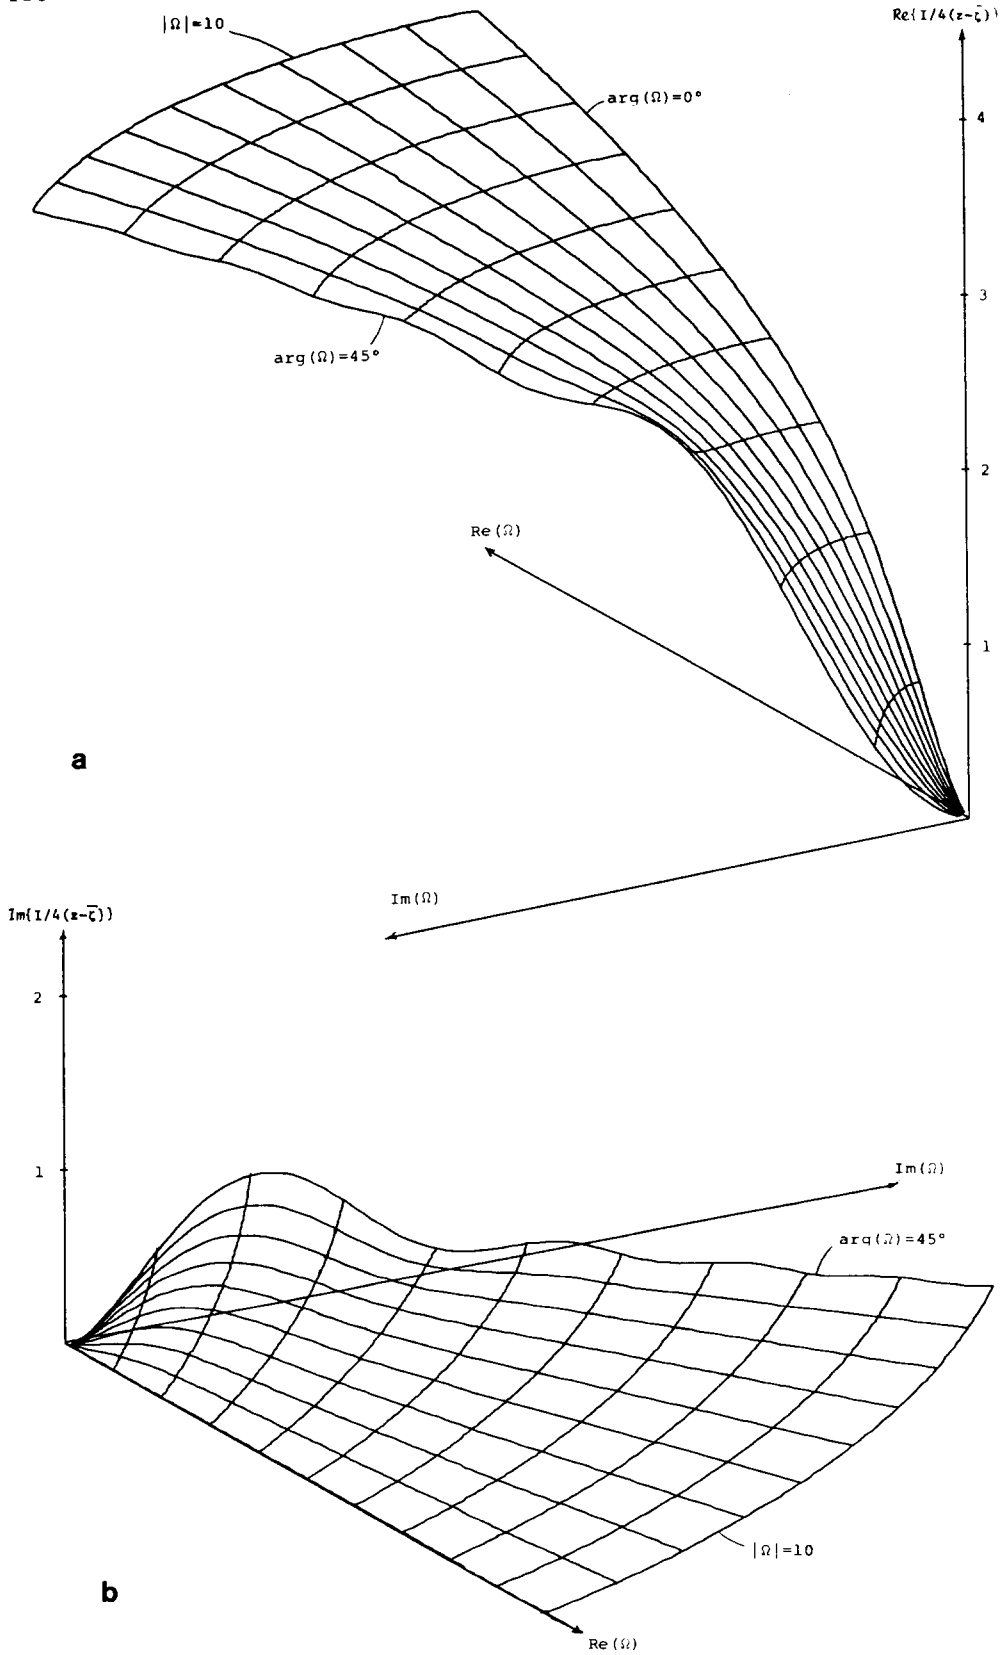 Re{I/4(z-ζ̄)}
|Ω|=10
arg(Ω)=0°
4
3
arg(Ω)=45°
2
Re(Ω)
1
a
Im(Ω)
Im{I/4(z-ζ̄)}
2
1
Im(Ω)
arg(Ω)=45°
|Ω|=10
b
Re(Ω)